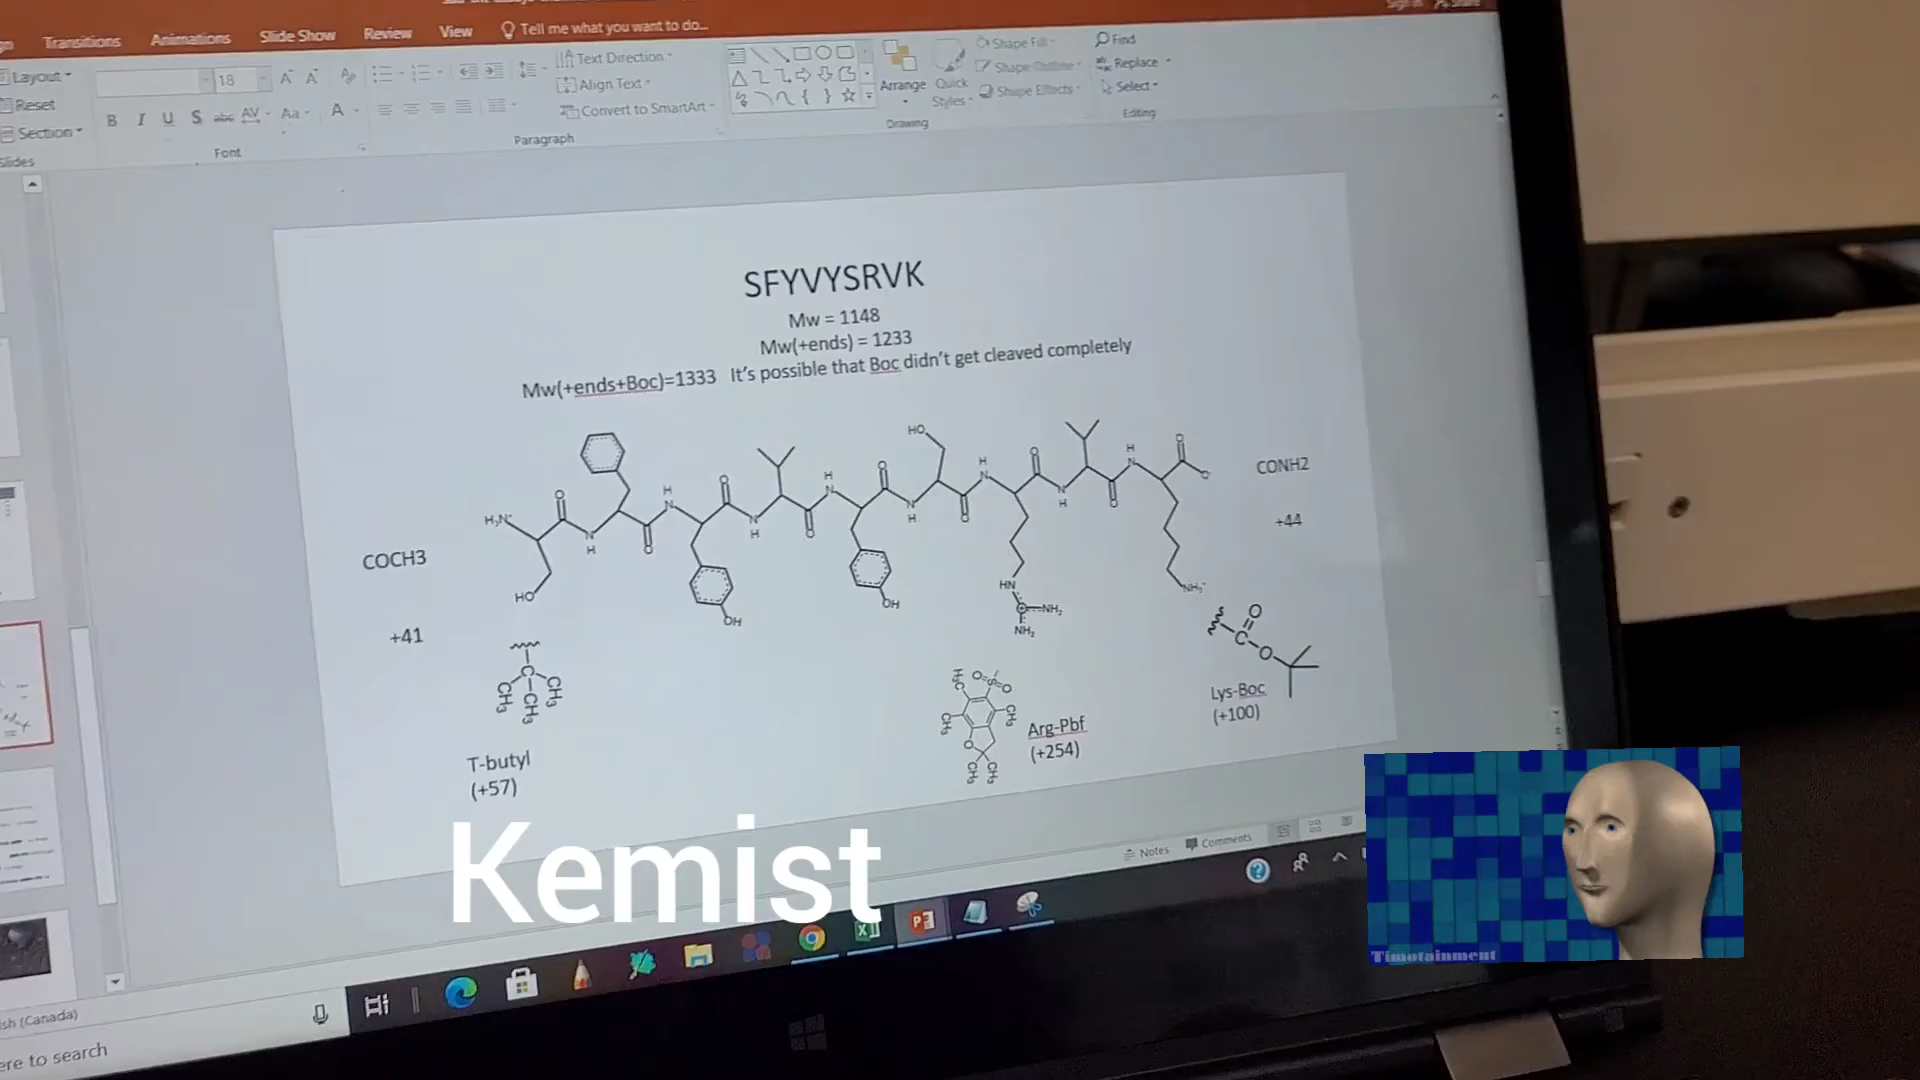 Transitions Animations Slide Show Review View Tell me what you want to do...
Layout
Reset
Section
Slides
18
B I U S abc AV Aa A
Font
Text Direction
Align Text
Convert to SmartArt
Paragraph
Arrange
Quick Styles
Drawing
Shape Fill
Shape Outline
Shape Effects
Find
Replace
Select
Editing
SFYVYSRVK
Mw = 1148
Mw(+ends) = 1233
Mw(+ends+Boc)=1333 It's possible that Boc didn't get cleaved completely
COCH3
+41
CONH2
+44
T-butyl
(+57)
Arg-Pbf
(+254)
Lys-Boc
(+100)
Kemist
Notes Comments
Timotainment
sh (Canada)
ere to search